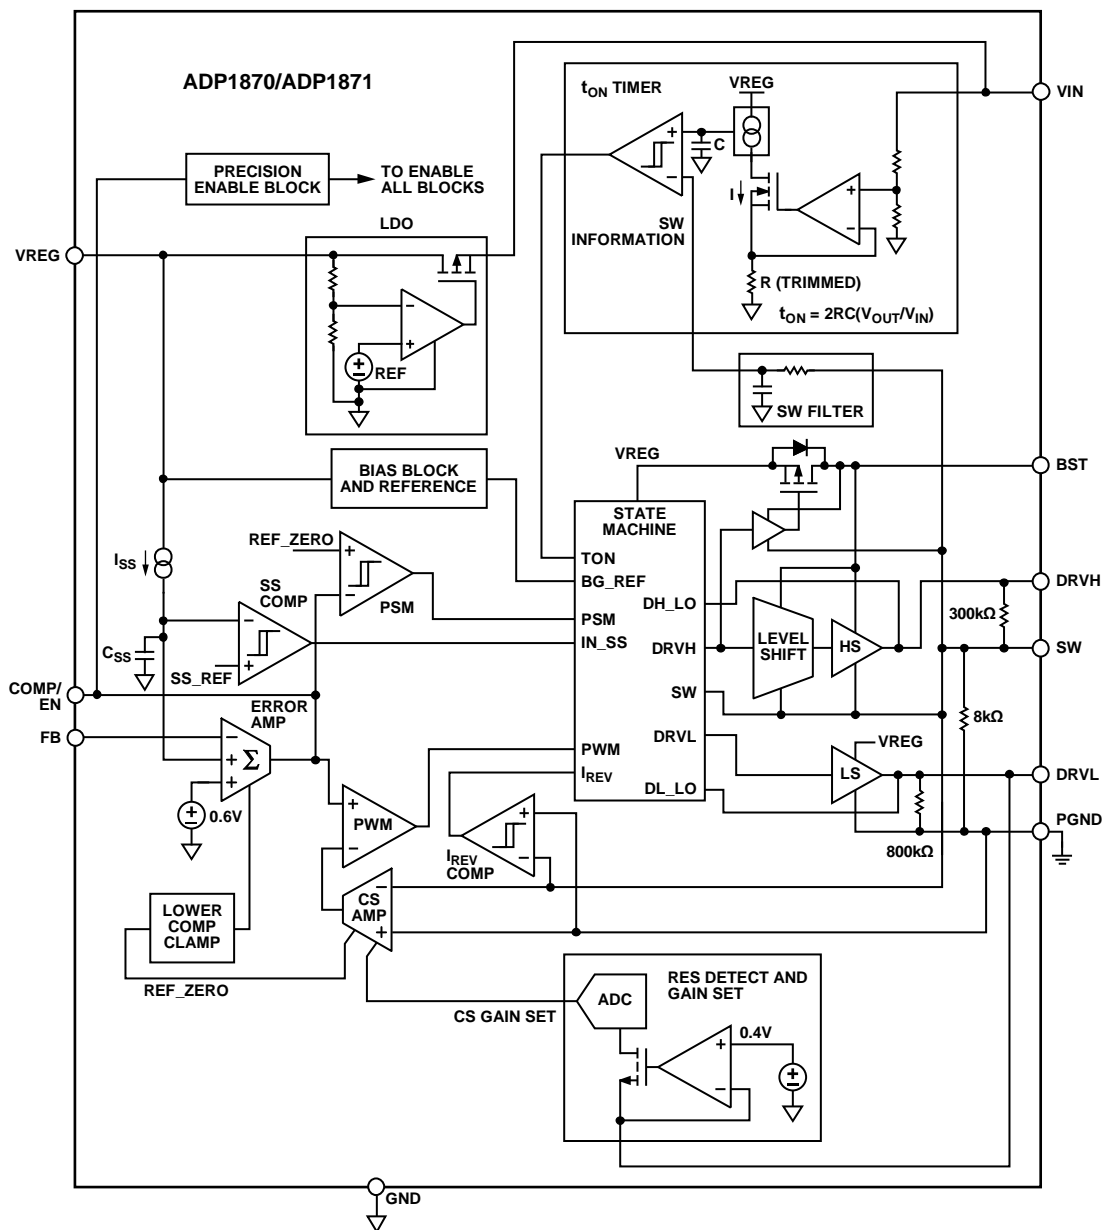 ADP1870/ADP1871
tON TIMER
VREG
VIN
C
I
R (TRIMMED)
tON = 2RC(VOUT/VIN)
SW
INFORMATION
PRECISION
ENABLE BLOCK
TO ENABLE
ALL BLOCKS
LDO
VREG
REF
SW FILTER
BIAS BLOCK
AND REFERENCE
VREG
BST
STATE
MACHINE
TON
BG_REF
PSM
IN_SS
PWM
IREV
DH_LO
DRVH
SW
DRVL
DL_LO
LEVEL
SHIFT
HS
DRVH
300kΩ
SW
8kΩ
VREG
LS
DRVL
800kΩ
PGND
ISS
REF_ZERO
PSM
SS
COMP
CSS
SS_REF
COMP/
EN
ERROR
AMP
FB
Σ
0.6V
PWM
IREV
COMP
CS
AMP
LOWER
COMP
CLAMP
REF_ZERO
CS GAIN SET
ADC
RES DETECT AND
GAIN SET
0.4V
GND